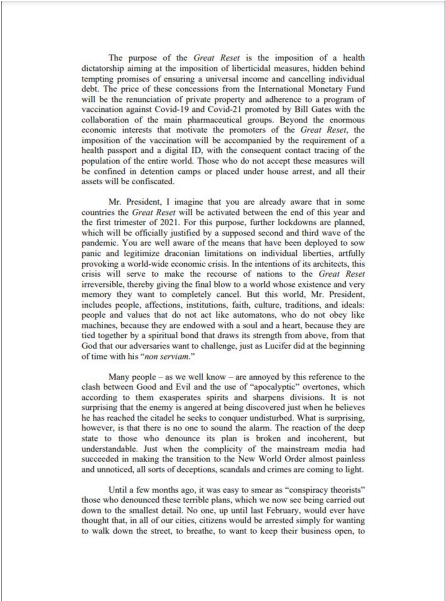 The purpose of the Great Reset is the imposition of a health
dictatorship aiming at the imposition of liberticidal measures, hidden behind
tempting promises of ensuring a universal income and cancelling individual
debt. The price of these concessions from the International Monetary Fund
will be the renunciation of private property and adherence to a program of
vaccination against Covid-19 and Covid-21 promoted by Bill Gates with the
collaboration of the main pharmaceutical groups. Beyond the enormous
economic interests that motivate the promoters of the Great Reset, the
imposition of the vaccination will be accompanied by the requirement of a
health passport and a digital ID, with the consequent contact tracing of the
population of the entire world. Those who do not accept these measures will
be confined in detention camps or placed under house arrest, and all their
assets will be confiscated.
Mr. President, I imagine that you are already aware that in some
countries the Great Reset will be activated between the end of this year and
the first trimester of 2021. For this purpose, further lockdowns are planned,
which will be officially justified by a supposed second and third wave of the
pandemic. You are well aware of the means that have been deployed to sow
panic and legitimize draconian limitations on individual liberties, artfully
provoking a world-wide economic crisis. In the intentions of its architects, this
crisis will serve to make the recourse of nations to the Great Reset
irreversible, thereby giving the final blow to a world whose existence and very
memory they want to completely cancel. But this world, Mr. President,
includes people, affections, institutions, faith, culture, traditions, and ideals:
people and values that do not act like automatons, who do not obey like
machines, because they are endowed with a soul and a heart, because they are
tied together by a spiritual bond that draws its strength from above, from that
God that our adversaries want to challenge, just as Lucifer did at the beginning
of time with his “non serviam.”
Many people – as we well know – are annoyed by this reference to the
clash between Good and Evil and the use of “apocalyptic” overtones, which
according to them exasperates spirits and sharpens divisions. It is not
surprising that the enemy is angered at being discovered just when he believes
he has reached the citadel he seeks to conquer undisturbed. What is surprising,
however, is that there is no one to sound the alarm. The reaction of the deep
state to those who denounce its plan is broken and incoherent, but
understandable. Just when the complicity of the mainstream media had
succeeded in making the transition to the New World Order almost painless
and unnoticed, all sorts of deceptions, scandals and crimes are coming to light.
Until a few months ago, it was easy to smear as “conspiracy theorists”
those who denounced these terrible plans, which we now see being carried out
down to the smallest detail. No one, up until last February, would ever have
thought that, in all of our cities, citizens would be arrested simply for wanting
to walk down the street, to breathe, to want to keep their business open, to